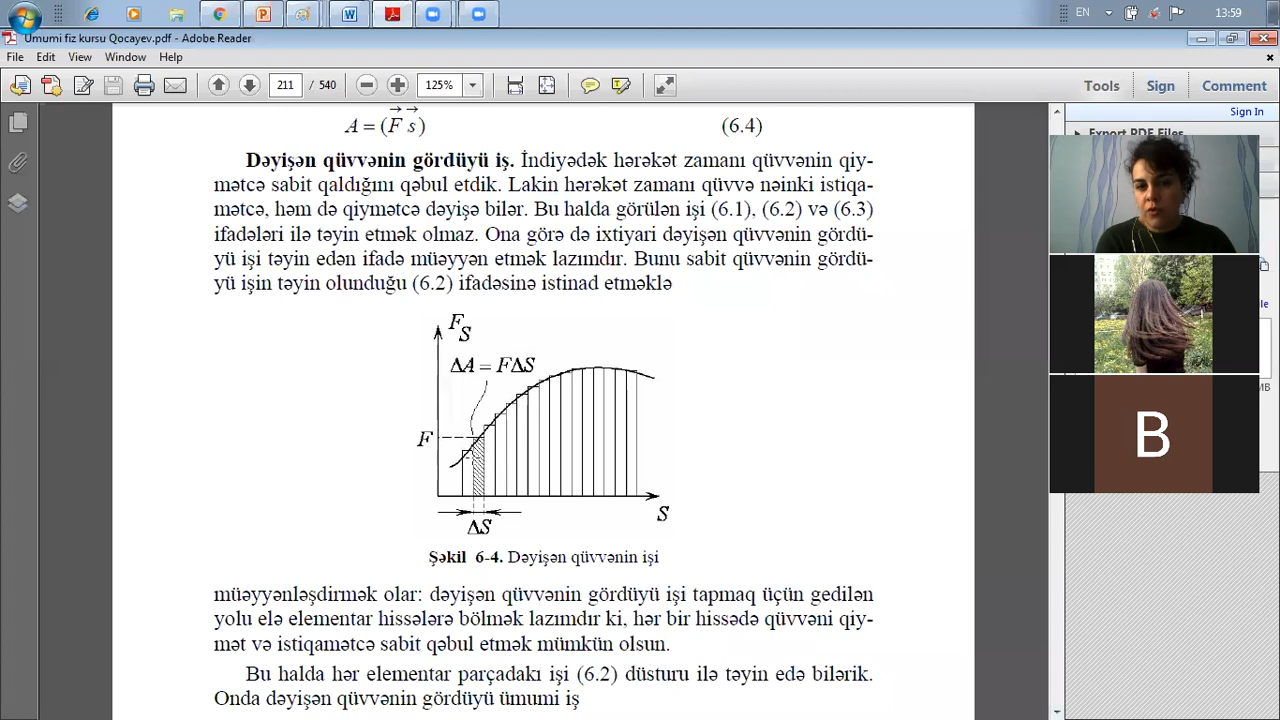 EN
13:59
Umumi fiz kursu Qocayev.pdf - Adobe Reader
File Edit View Window Help
211 / 540 125% Tools Sign Comment
Sign In
Export PDF Files
A = (F⃗ s⃗) (6.4)
Dəyişən qüvvənin gördüyü iş. İndiyədək hərəkət zamanı qüvvənin qiy-
mətcə sabit qaldığını qəbul etdik. Lakin hərəkət zamanı qüvvə nəinki istiqa-
mətcə, həm də qiymətcə dəyişə bilər. Bu halda görülən işi (6.1), (6.2) və (6.3)
ifadələri ilə təyin etmək olmaz. Ona görə də ixtiyari dəyişən qüvvənin gördü-
yü işi təyin edən ifadə müəyyən etmək lazımdır. Bunu sabit qüvvənin gördü-
yü işin təyin olunduğu (6.2) ifadəsinə istinad etməklə
F_S
ΔA = FΔS
F
S
ΔS
Şəkil 6-4. Dəyişən qüvvənin işi
müəyyənləşdirmək olar: dəyişən qüvvənin gördüyü işi tapmaq üçün gedilən
yolu elə elementar hissələrə bölmək lazımdır ki, hər bir hissədə qüvvəni qiy-
mət və istiqamətcə sabit qəbul etmək mümkün olsun.
Bu halda hər elementar parçadakı işi (6.2) düsturu ilə təyin edə bilərik.
Onda dəyişən qüvvənin gördüyü ümumi iş
B